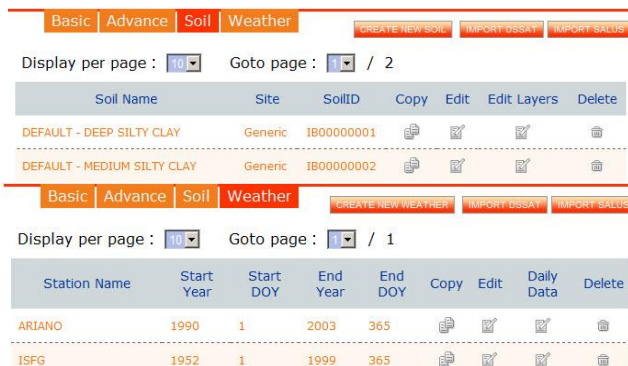 Basic Advance Soil Weather CREATE NEW SOIL IMPORT DSSAT IMPORT SALUS
Display per page : 10 Goto page : 1 / 2
Soil Name Site SoilID Copy Edit Edit Layers Delete
DEFAULT - DEEP SILTY CLAY Generic IB00000001
DEFAULT - MEDIUM SILTY CLAY Generic IB00000002
Basic Advance Soil Weather CREATE NEW WEATHER IMPORT DSSAT IMPORT SALUS
Display per page : 10 Goto page : 1 / 1
Station Name Start Year Start DOY End Year End DOY Copy Edit Daily Data Delete
ARIANO 1990 1 2003 365
ISFG 1952 1 1999 365